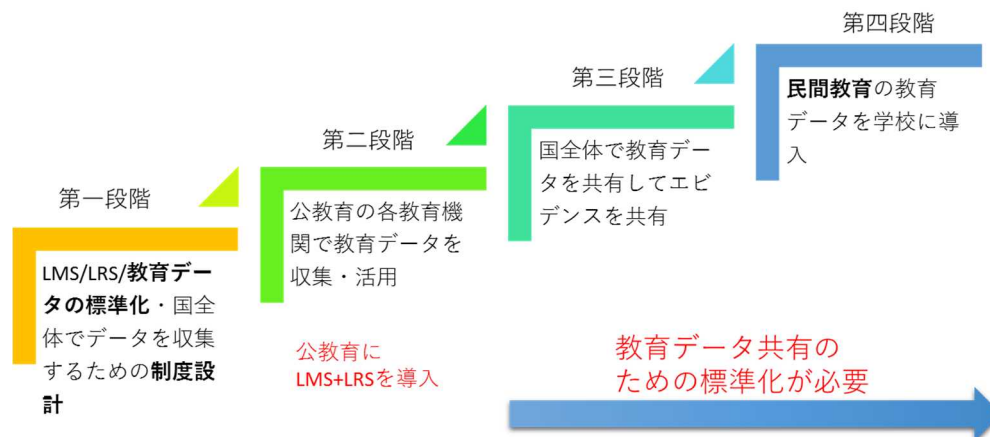 第一段階
LMS/LRS/教育デー
タの標準化・国全
体でデータを収集
するための制度設
計
第二段階
公教育の各教育機
関で教育データを
収集・活用
公教育に
LMS+LRSを導入
第三段階
国全体で教育デー
タを共有してエビ
デンスを共有
第四段階
民間教育の教育
データを学校に導
入
教育データ共有の
ための標準化が必要